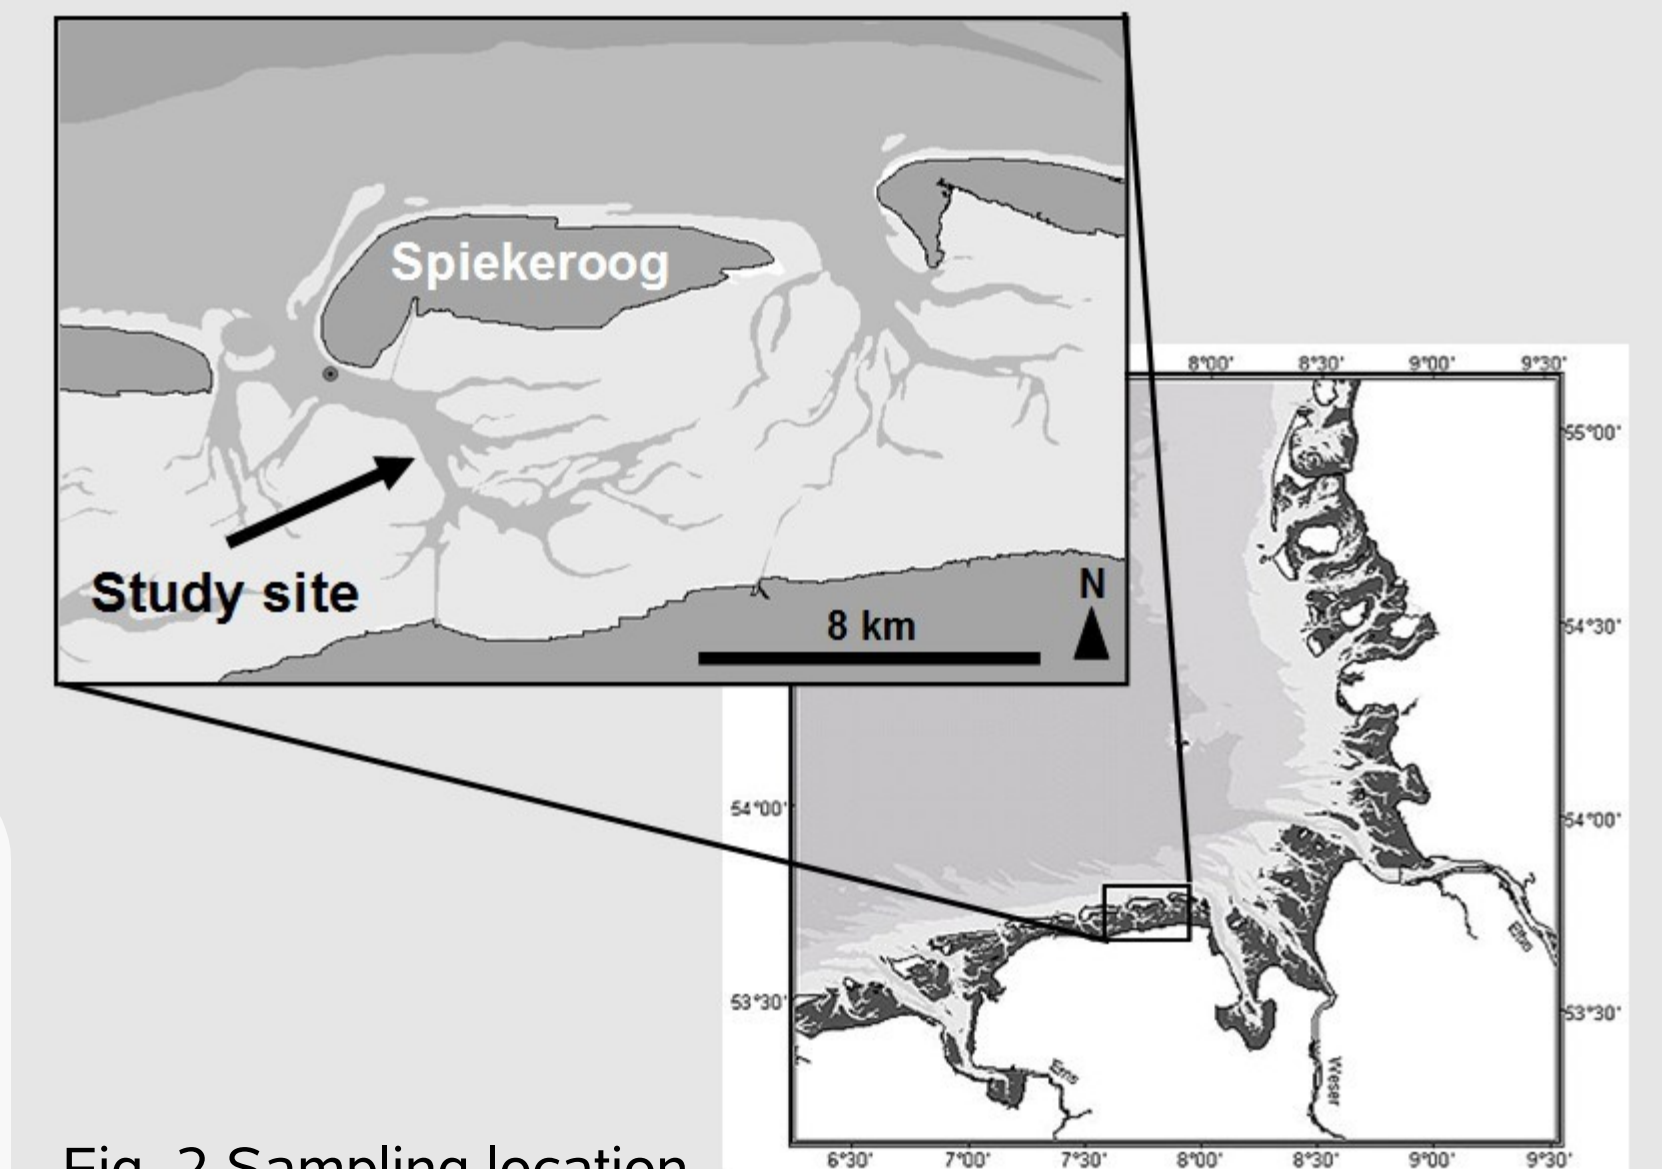 Spiekeroog
Study site
N
8 km
8°00' 8°30' 9°00' 9°30'
55°00'
54°30'
54°00' 54°00'
53°30' 53°30'
Elbe
Ems
Weser
6°30' 7°00' 7°30' 8°00' 8°30' 9°00' 9°30'
Fig. 2 Sampling location